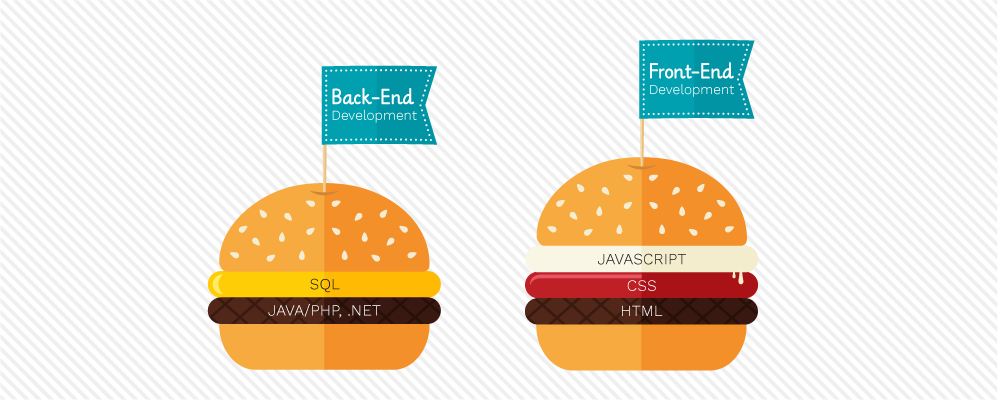 Back-End
Development
SQL
JAVA/PHP, .NET
Front-End
Development
JAVASCRIPT
CSS
HTML